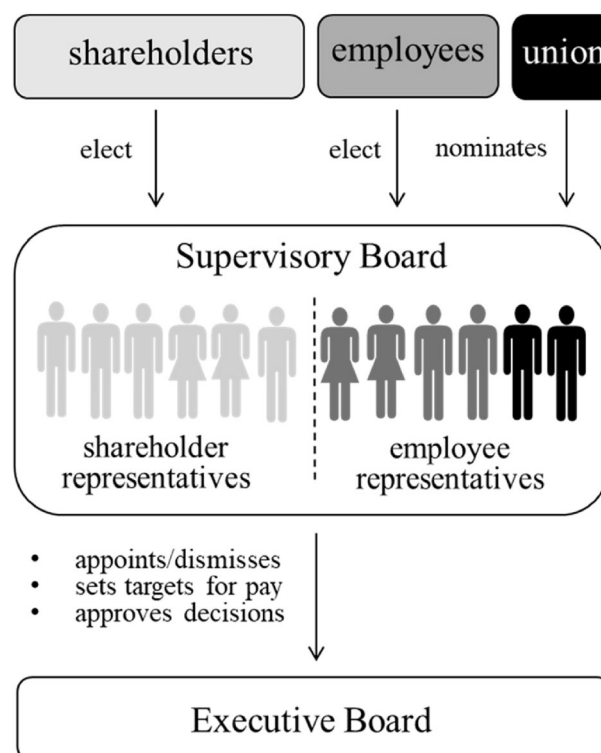 shareholders
employees
union
elect
elect
nominates
Supervisory Board
shareholder
representatives
employee
representatives
• appoints/dismisses
• sets targets for pay
• approves decisions
Executive Board